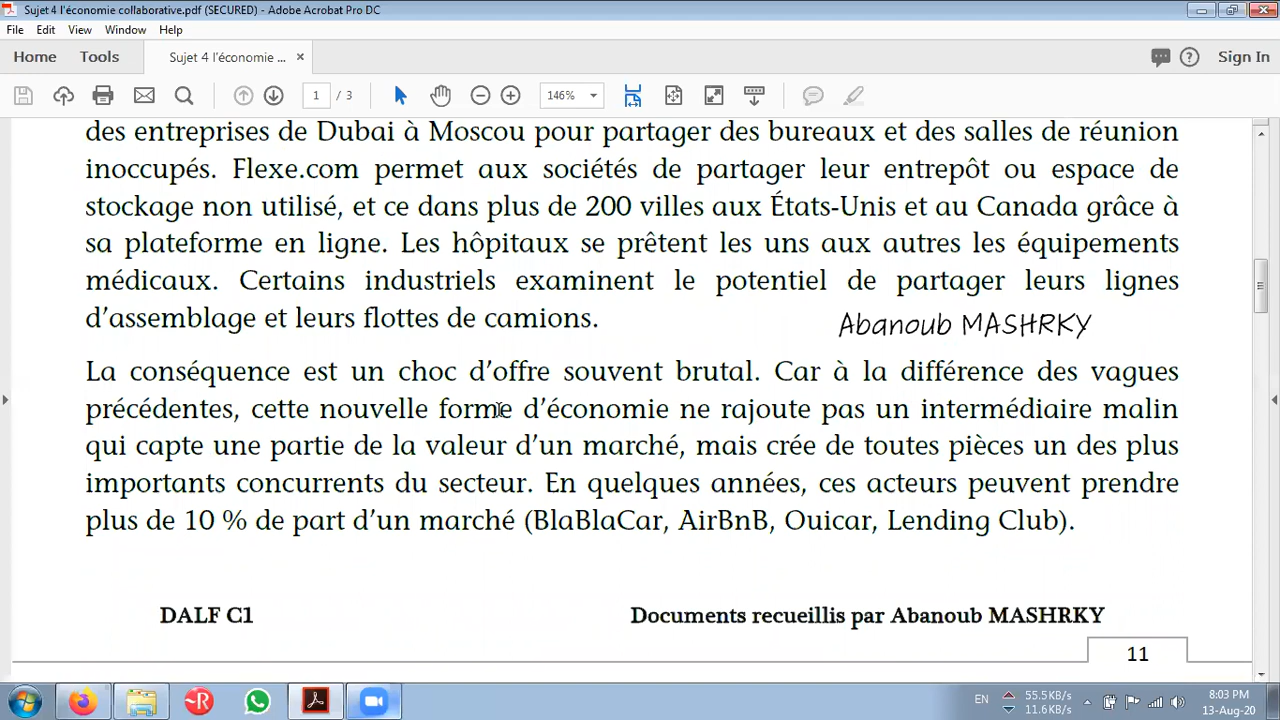 Sujet 4 l'économie collaborative.pdf (SECURED) - Adobe Acrobat Pro DC
File Edit View Window Help
Home Tools Sujet 4 l'économie ... × Sign In
1 / 3 146%
des entreprises de Dubai à Moscou pour partager des bureaux et des salles de réunion
inoccupés. Flexe.com permet aux sociétés de partager leur entrepôt ou espace de
stockage non utilisé, et ce dans plus de 200 villes aux États-Unis et au Canada grâce à
sa plateforme en ligne. Les hôpitaux se prêtent les uns aux autres les équipements
médicaux. Certains industriels examinent le potentiel de partager leurs lignes
d'assemblage et leurs flottes de camions.
Abanoub MASHRKY
La conséquence est un choc d'offre souvent brutal. Car à la différence des vagues
précédentes, cette nouvelle forme d'économie ne rajoute pas un intermédiaire malin
qui capte une partie de la valeur d'un marché, mais crée de toutes pièces un des plus
importants concurrents du secteur. En quelques années, ces acteurs peuvent prendre
plus de 10 % de part d'un marché (BlaBlaCar, AirBnB, Ouicar, Lending Club).
DALF C1 Documents recueillis par Abanoub MASHRKY
11
EN 55.5KB/s 8:03 PM
11.6KB/s 13-Aug-20